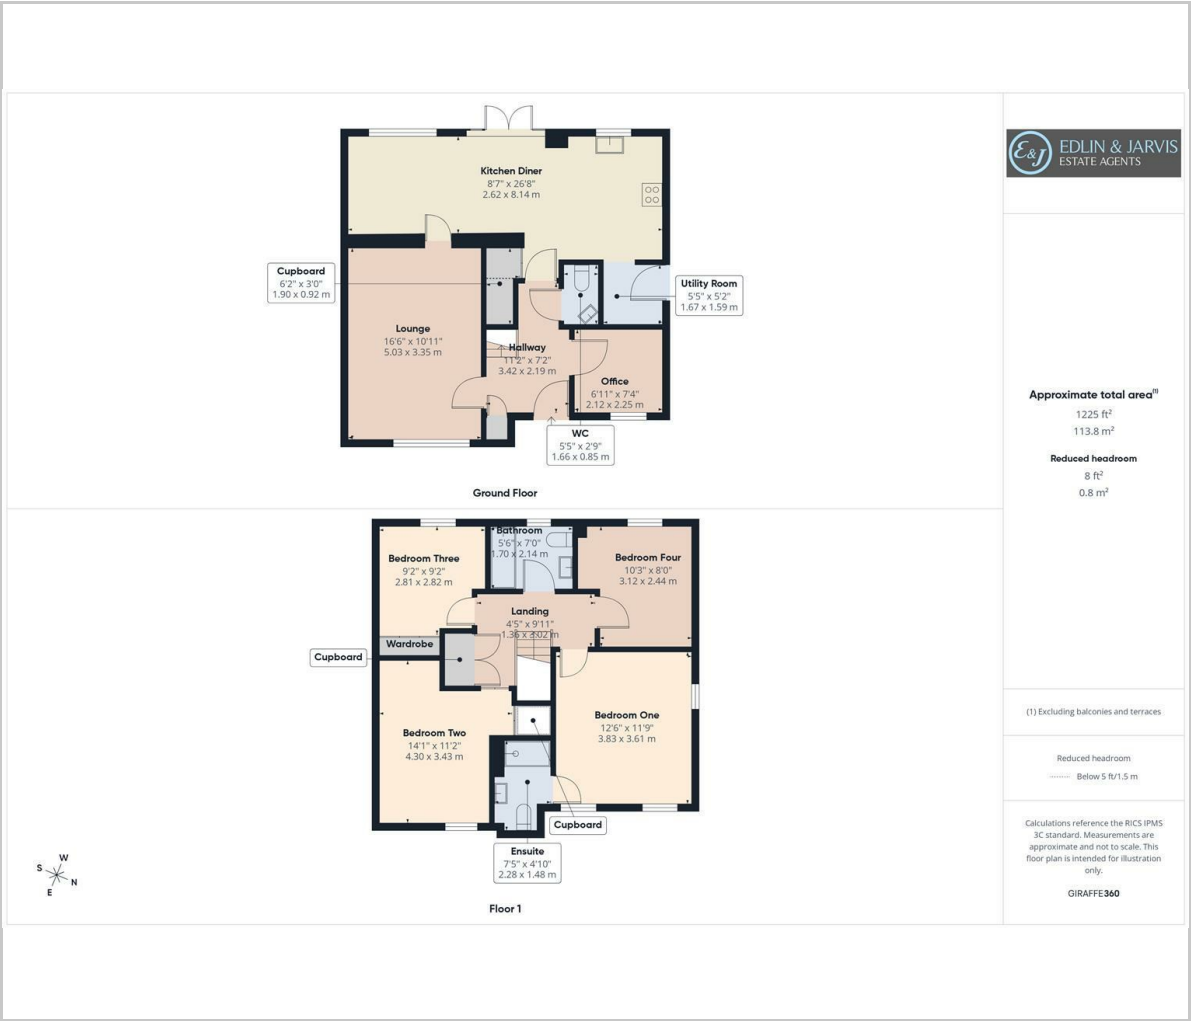 Kitchen Diner
8'7" x 26'8"
2.62 x 8.14 m
Cupboard
6'2" x 3'0"
1.90 x 0.92 m
Utility Room
5'5" x 5'2"
1.67 x 1.59 m
Lounge
16'6" x 10'11"
5.03 x 3.35 m
Hallway
11'2" x 7'2"
3.42 x 2.19 m
Office
6'11" x 7'4"
2.12 x 2.25 m
WC
5'5" x 2'9"
1.66 x 0.85 m
Ground Floor
Bathroom
5'6" x 7'0"
1.70 x 2.14 m
Bedroom Three
9'2" x 9'2"
2.81 x 2.82 m
Bedroom Four
10'3" x 8'0"
3.12 x 2.44 m
Landing
4'5" x 9'11"
1.36 x 3.02 m
Wardrobe
Cupboard
Bedroom One
12'6" x 11'9"
3.83 x 3.61 m
Bedroom Two
14'1" x 11'2"
4.30 x 3.43 m
Cupboard
Ensuite
7'5" x 4'10"
2.28 x 1.48 m
W
S
N
E
Floor 1
E&J
EDLIN & JARVIS
ESTATE AGENTS
Approximate total area(1)
1225 ft²
113.8 m²
Reduced headroom
8 ft²
0.8 m²
(1) Excluding balconies and terraces
Reduced headroom
Below 5 ft/1.5 m
Calculations reference the RICS IPMS
3C standard. Measurements are
approximate and not to scale. This
floor plan is intended for illustration
only.
GIRAFFE360